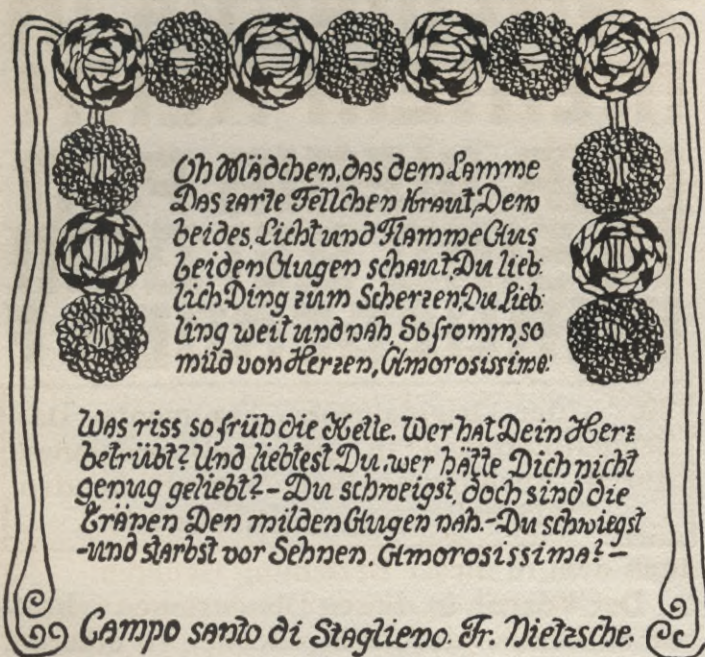 Oh Mädchen, das dem Lamme
Das zarte Fellchen kraut, Dem
beides, Licht und Flamme Aus
beiden Augen schaut, Du lieb-
lich Ding zum Scherzen, Du Lieb-
ling weit und nah, So fromm, so
müd von Herzen, Amorosissima!
Was riss so früh die Kette. Wer hat Dein Herz
betrübt? Und liebtest Du, wer hätte Dich nicht
genug geliebt? – Du schweigst, doch sind die
Tränen Den milden Augen nah. – Du schwiegst
– und starbst vor Sehnen. Amorosissima? –
Campo santo di Staglieno. Fr. Nietzsche.